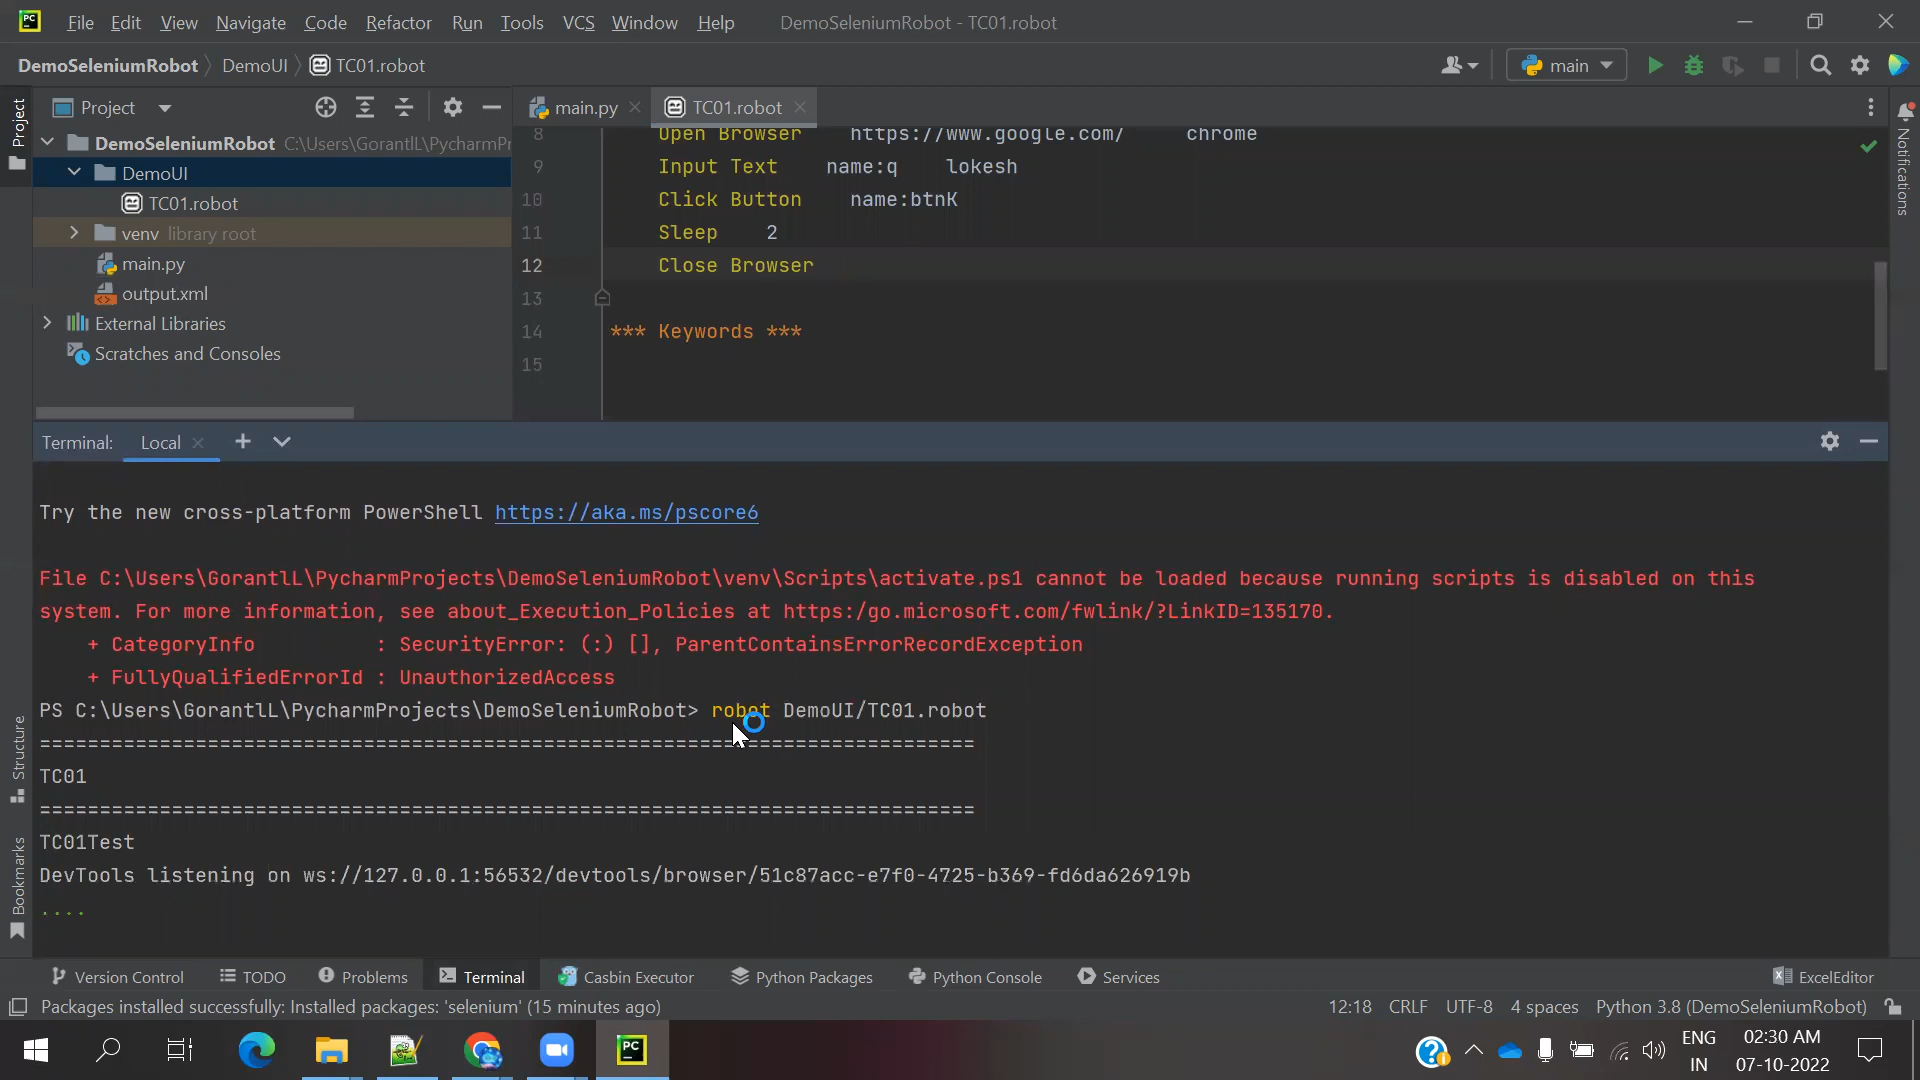 PC File Edit View Navigate Code Refactor Run Tools VCS Window Help DemoSeleniumRobot - TC01.robot
DemoSeleniumRobot DemoUI TC01.robot main
Project
Project
main.py TC01.robot
DemoSeleniumRobot C:\Users\GorantlL\PycharmPr
DemoUI
TC01.robot
venv library root
main.py
output.xml
External Libraries
Scratches and Consoles
8 Open Browser https://www.google.com/ chrome
9 Input Text name:q lokesh
10 Click Button name:btnK
11 Sleep 2
12 Close Browser
13
14 *** Keywords ***
15
Notifications
Terminal: Local
Try the new cross-platform PowerShell https://aka.ms/pscore6
File C:\Users\GorantlL\PycharmProjects\DemoSeleniumRobot\venv\Scripts\activate.ps1 cannot be loaded because running scripts is disabled on this
system. For more information, see about_Execution_Policies at https:/go.microsoft.com/fwlink/?LinkID=135170.
+ CategoryInfo : SecurityError: (:) [], ParentContainsErrorRecordException
+ FullyQualifiedErrorId : UnauthorizedAccess
PS C:\Users\GorantlL\PycharmProjects\DemoSeleniumRobot> robot DemoUI/TC01.robot
==============================================================================
TC01
==============================================================================
TC01Test
DevTools listening on ws://127.0.0.1:56532/devtools/browser/51c87acc-e7f0-4725-b369-fd6da626919b
....
Structure
Bookmarks
Version Control TODO Problems Terminal Casbin Executor Python Packages Python Console Services ExcelEditor
Packages installed successfully: Installed packages: 'selenium' (15 minutes ago) 12:18 CRLF UTF-8 4 spaces Python 3.8 (DemoSeleniumRobot)
PC
ENG 02:30 AM
IN 07-10-2022